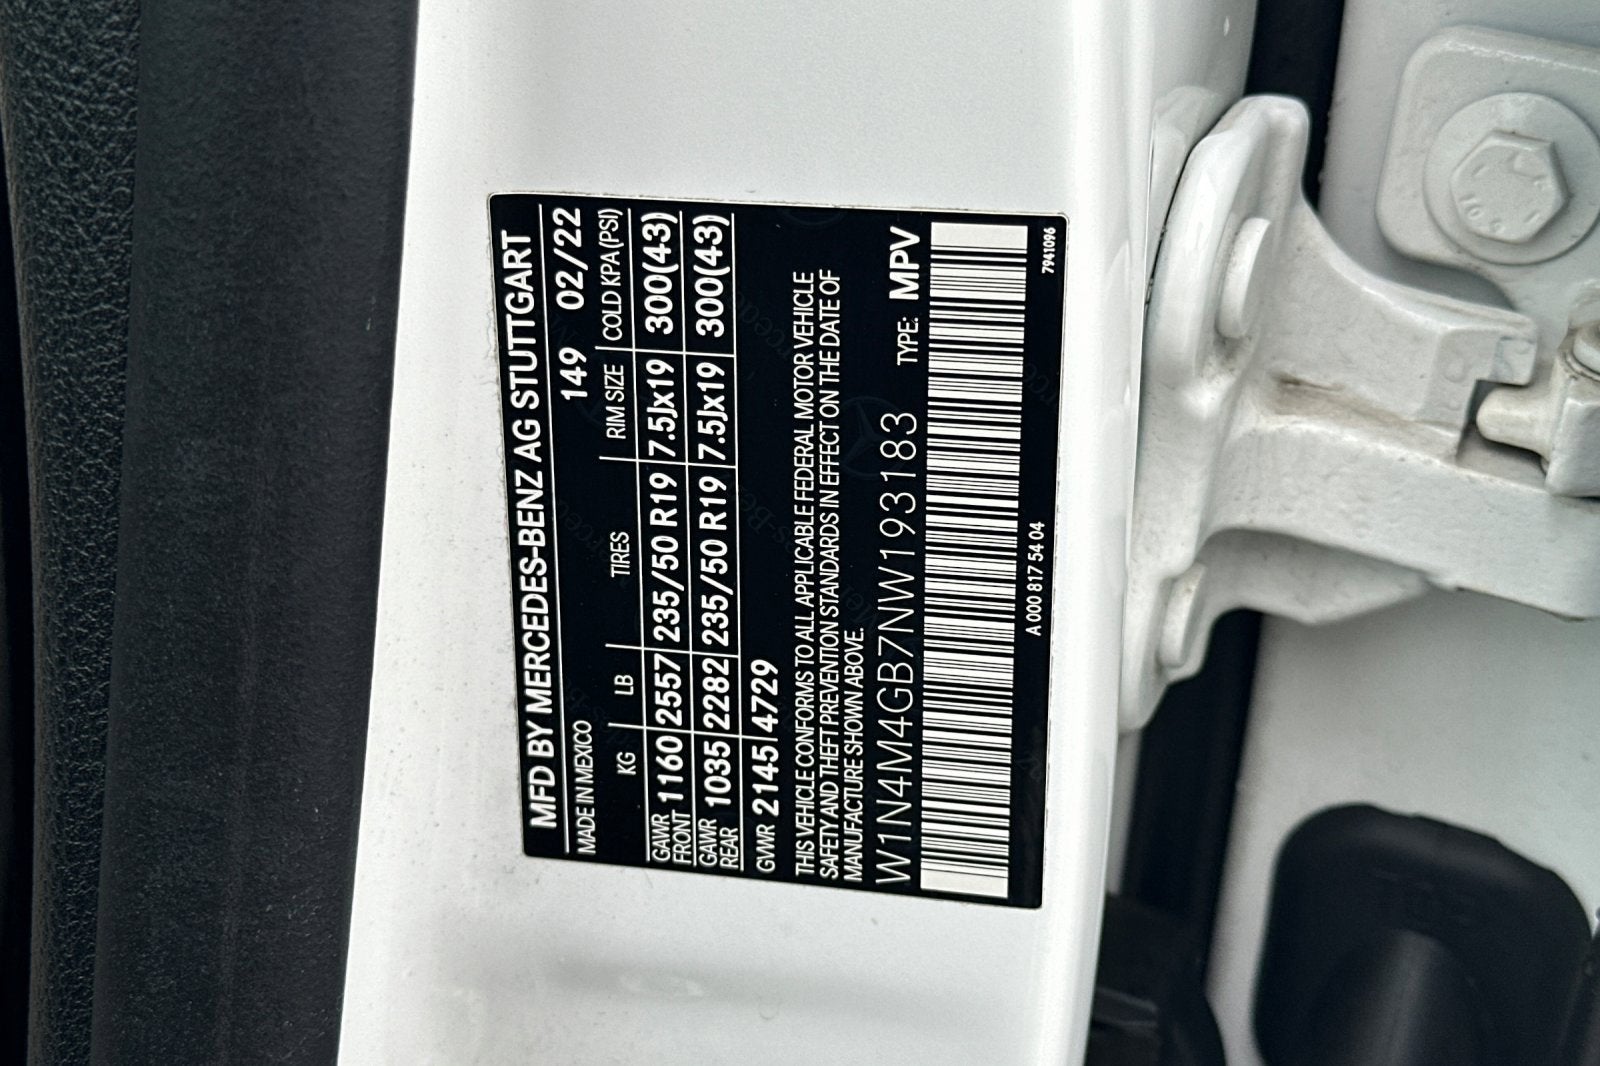 MFD BY MERCEDES-BENZ AG STUTTGART
MADE IN MEXICO 149 02/22
KG LB TIRES RIM SIZE COLD KPA(PSI)
GAWR FRONT 1160 2557 235/50 R19 7.5Jx19 300(43)
GAWR REAR 1035 2282 235/50 R19 7.5Jx19 300(43)
GVWR 2145 4729
THIS VEHICLE CONFORMS TO ALL APPLICABLE FEDERAL MOTOR VEHICLE
SAFETY AND THEFT PREVENTION STANDARDS IN EFFECT ON THE DATE OF
MANUFACTURE SHOWN ABOVE.
W1N4M4GB7NW193183 TYPE: MPV
A 000 817 54 04 7941096